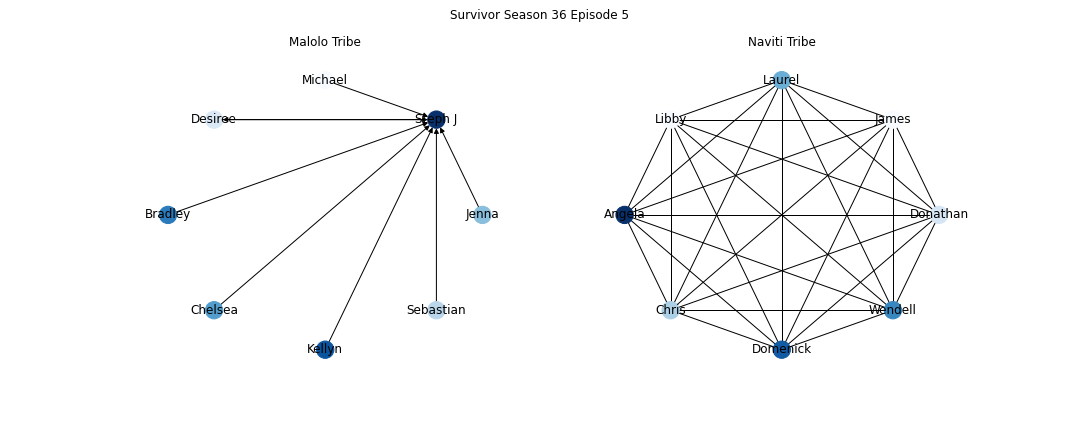 Survivor Season 36 Episode 5
Malolo Tribe
Naviti Tribe
Michael
Desiree
Steph J
Bradley
Jenna
Chelsea
Sebastian
Kellyn
Laurel
Libby
James
Angela
Donathan
Chris
Wendell
Domenick